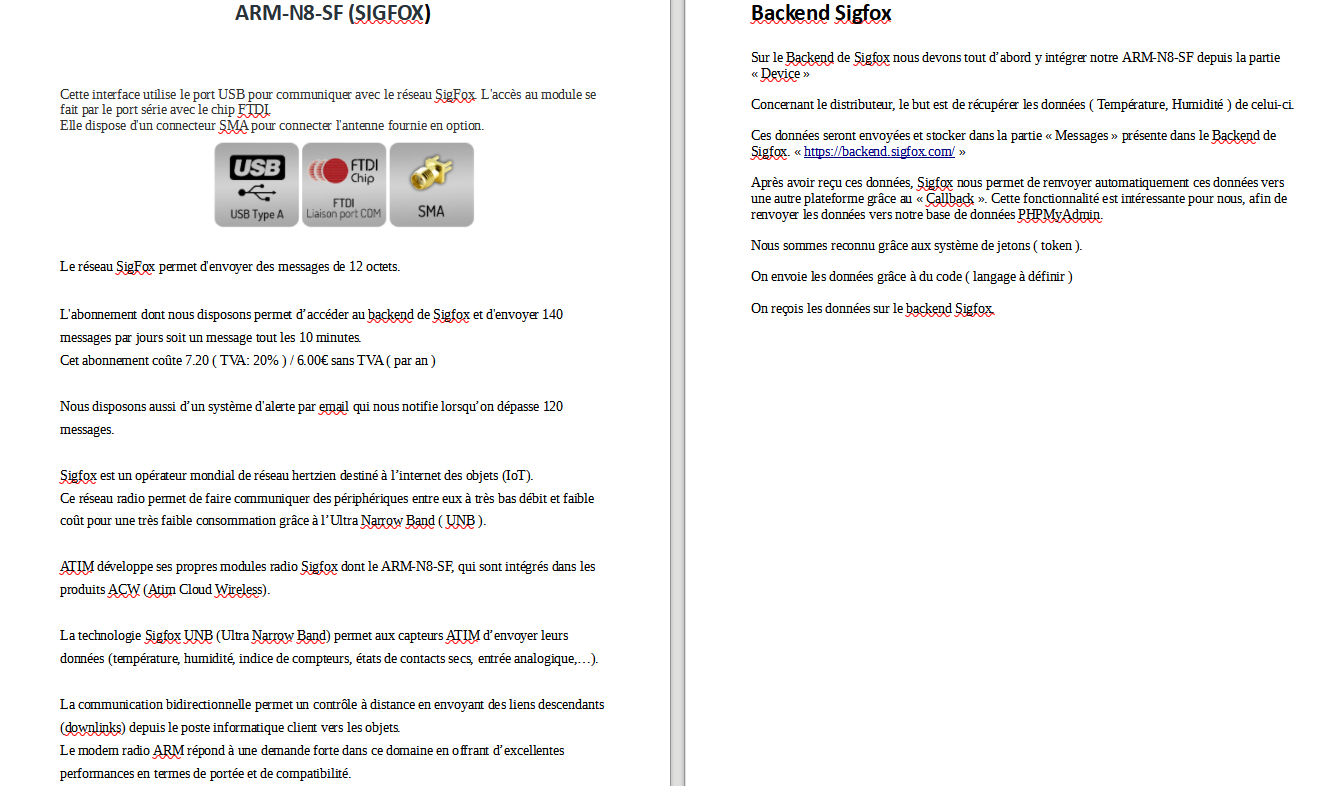 ARM-N8-SF (SIGFOX)
Cette interface utilise le port USB pour communiquer avec le réseau SigFox. L'accès au module se
fait par le port série avec le chip FTDI.
Elle dispose d'un connecteur SMA pour connecter l'antenne fournie en option.
USB
USB Type A
FTDI
Chip
FTDI
Liaison port COM
SMA
Le réseau SigFox permet d'envoyer des messages de 12 octets.
L'abonnement dont nous disposons permet d’accéder au backend de Sigfox et d'envoyer 140
messages par jours soit un message tout les 10 minutes.
Cet abonnement coûte 7.20 ( TVA: 20% ) / 6.00€ sans TVA ( par an )
Nous disposons aussi d’un système d'alerte par email qui nous notifie lorsqu’on dépasse 120
messages.
Sigfox est un opérateur mondial de réseau hertzien destiné à l’internet des objets (IoT).
Ce réseau radio permet de faire communiquer des périphériques entre eux à très bas débit et faible
coût pour une très faible consommation grâce à l’Ultra Narrow Band ( UNB ).
ATIM développe ses propres modules radio Sigfox dont le ARM-N8-SF, qui sont intégrés dans les
produits ACW (Atim Cloud Wireless).
La technologie Sigfox UNB (Ultra Narrow Band) permet aux capteurs ATIM d’envoyer leurs
données (température, humidité, indice de compteurs, états de contacts secs, entrée analogique,…).
La communication bidirectionnelle permet un contrôle à distance en envoyant des liens descendants
(downlinks) depuis le poste informatique client vers les objets.
Le modem radio ARM répond à une demande forte dans ce domaine en offrant d’excellentes
performances en termes de portée et de compatibilité.
Backend Sigfox
Sur le Backend de Sigfox nous devons tout d’abord y intégrer notre ARM-N8-SF depuis la partie
« Device »
Concernant le distributeur, le but est de récupérer les données ( Température, Humidité ) de celui-ci.
Ces données seront envoyées et stocker dans la partie « Messages » présente dans le Backend de
Sigfox. « https://backend.sigfox.com/ »
Après avoir reçu ces données, Sigfox nous permet de renvoyer automatiquement ces données vers
une autre plateforme grâce au « Callback ». Cette fonctionnalité est intéressante pour nous, afin de
renvoyer les données vers notre base de données PHPMyAdmin.
Nous sommes reconnu grâce aux système de jetons ( token ).
On envoie les données grâce à du code ( langage à définir )
On reçois les données sur le backend Sigfox.